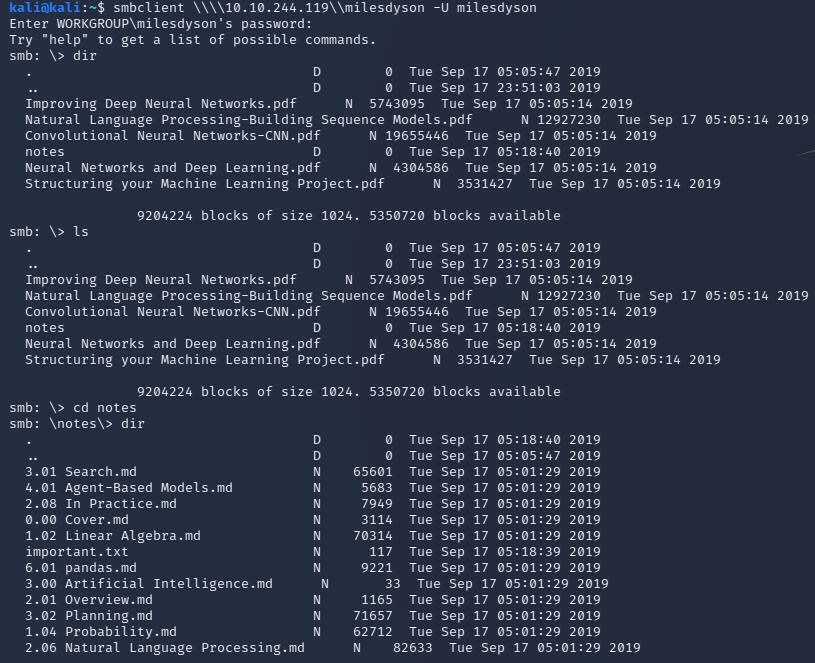 kali@kali:~$ smbclient \\\\10.10.244.119\\milesdyson -U milesdyson
Enter WORKGROUP\milesdyson's password:
Try "help" to get a list of possible commands.
smb: \> dir
  .                                   D        0  Tue Sep 17 05:05:47 2019
  ..                                  D        0  Tue Sep 17 23:51:03 2019
  Improving Deep Neural Networks.pdf      N  5743095  Tue Sep 17 05:05:14 2019
  Natural Language Processing-Building Sequence Models.pdf      N 12927230  Tue Sep 17 05:05:14 2019
  Convolutional Neural Networks-CNN.pdf      N 19655446  Tue Sep 17 05:05:14 2019
  notes                               D        0  Tue Sep 17 05:18:40 2019
  Neural Networks and Deep Learning.pdf      N  4304586  Tue Sep 17 05:05:14 2019
  Structuring your Machine Learning Project.pdf      N  3531427  Tue Sep 17 05:05:14 2019
                9204224 blocks of size 1024. 5350720 blocks available
smb: \> ls
  .                                   D        0  Tue Sep 17 05:05:47 2019
  ..                                  D        0  Tue Sep 17 23:51:03 2019
  Improving Deep Neural Networks.pdf      N  5743095  Tue Sep 17 05:05:14 2019
  Natural Language Processing-Building Sequence Models.pdf      N 12927230  Tue Sep 17 05:05:14 2019
  Convolutional Neural Networks-CNN.pdf      N 19655446  Tue Sep 17 05:05:14 2019
  notes                               D        0  Tue Sep 17 05:18:40 2019
  Neural Networks and Deep Learning.pdf      N  4304586  Tue Sep 17 05:05:14 2019
  Structuring your Machine Learning Project.pdf      N  3531427  Tue Sep 17 05:05:14 2019
                9204224 blocks of size 1024. 5350720 blocks available
smb: \> cd notes
smb: \notes\> dir
  .                                   D        0  Tue Sep 17 05:18:40 2019
  ..                                  D        0  Tue Sep 17 05:05:47 2019
  3.01 Search.md                      N    65601  Tue Sep 17 05:01:29 2019
  4.01 Agent-Based Models.md          N     5683  Tue Sep 17 05:01:29 2019
  2.08 In Practice.md                 N     7949  Tue Sep 17 05:01:29 2019
  0.00 Cover.md                       N     3114  Tue Sep 17 05:01:29 2019
  1.02 Linear Algebra.md              N    70314  Tue Sep 17 05:01:29 2019
  important.txt                       N      117  Tue Sep 17 05:18:39 2019
  6.01 pandas.md                      N     9221  Tue Sep 17 05:01:29 2019
  3.00 Artificial Intelligence.md      N       33  Tue Sep 17 05:01:29 2019
  2.01 Overview.md                    N     1165  Tue Sep 17 05:01:29 2019
  3.02 Planning.md                    N    71657  Tue Sep 17 05:01:29 2019
  1.04 Probability.md                 N    62712  Tue Sep 17 05:01:29 2019
  2.06 Natural Language Processing.md      N    82633  Tue Sep 17 05:01:29 2019